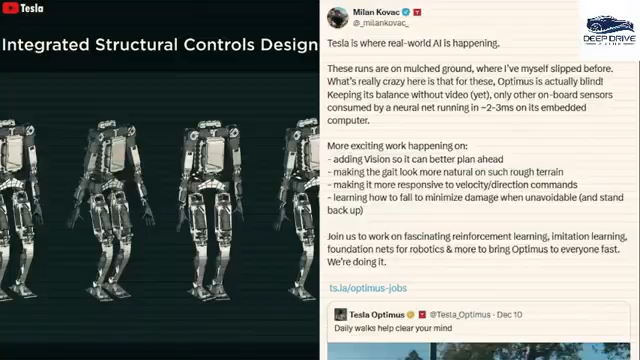 Tesla
Integrated Structural Controls Design
Milan Kovac
@_milankovac_
Tesla is where real-world AI is happening.
These runs are on mulched ground, where I've myself slipped before.
What's really crazy here is that for these, Optimus is actually blind!
Keeping its balance without video (yet), only other on-board sensors
consumed by a neural net running in ~2-3ms on its embedded
computer.
More exciting work happening on:
- adding Vision so it can better plan ahead
- making the gait look more natural on such rough terrain
- making it more responsive to velocity/direction commands
- learning how to fall to minimize damage when unavoidable (and stand
back up)
Join us to work on fascinating reinforcement learning, imitation learning,
foundation nets for robotics & more to bring Optimus to everyone fast.
We're doing it.
ts.la/optimus-jobs
Tesla Optimus @Tesla_Optimus · Dec 10
Daily walks help clear your mind
DEEP DRIVE